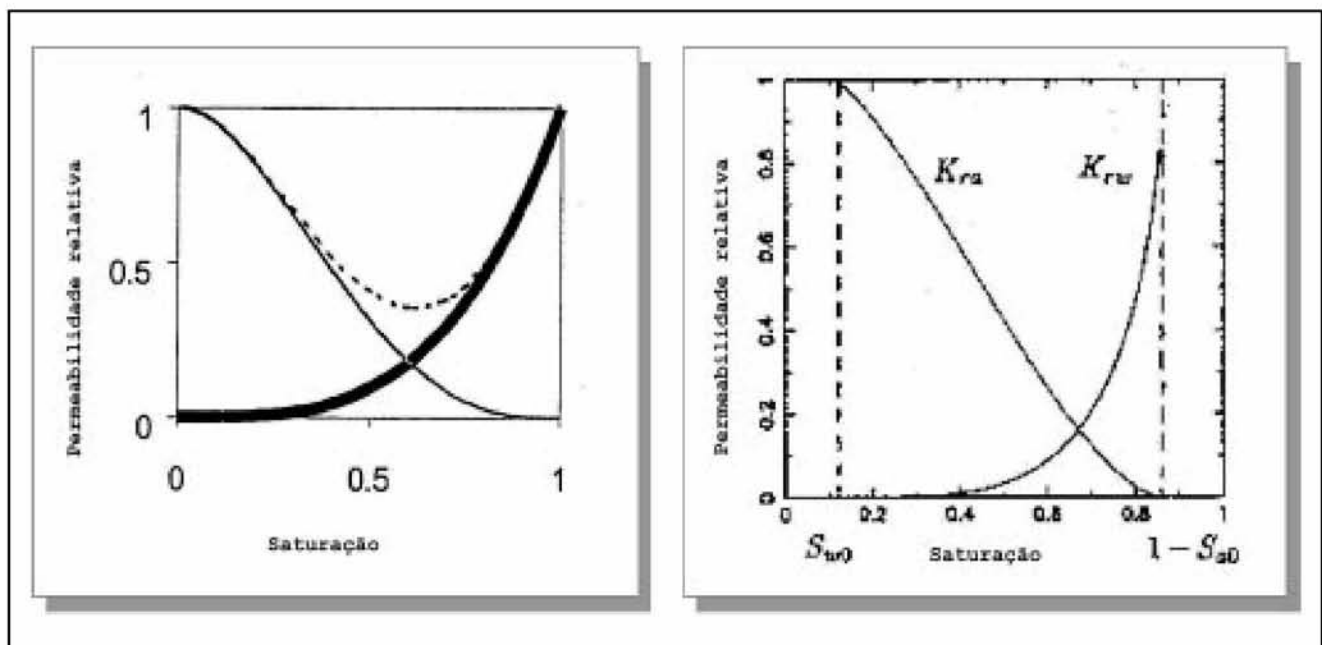 Permeabilidade relativa
1
0.5
0
0
0.5
1
Saturação
Permeabilidade relativa
1
0.8
0.6
0.4
0.2
0
K_ra
K_rw
0
0.2
0.4
0.6
0.8
1
S_w0
Saturação
1 − S_a0